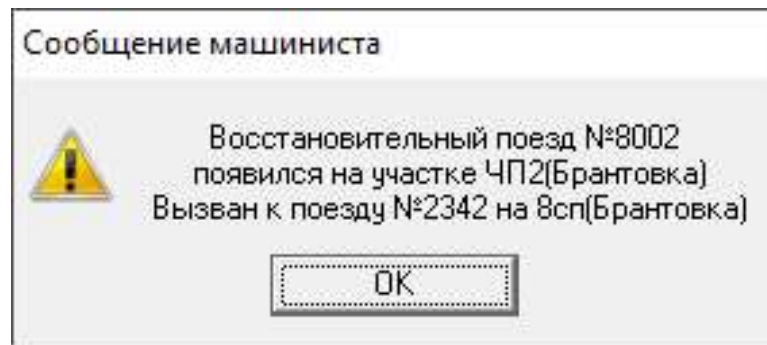 Сообщение машиниста
Восстановительный поезд №8002
появился на участке ЧП2(Брантовка)
Вызван к поезду №2342 на 8сп(Брантовка)
OK